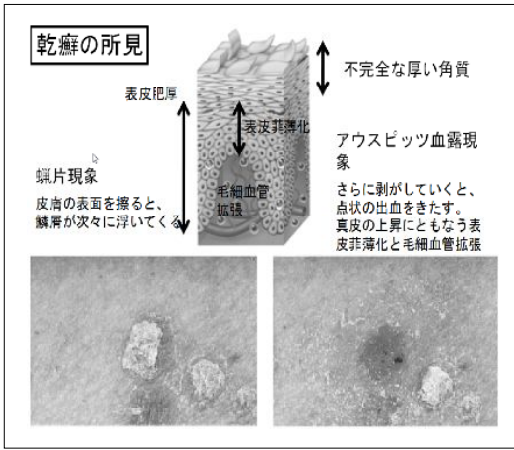 乾癬の所見
不完全な厚い角質
表皮肥厚
表皮菲薄化
アウスピッツ血露現
象
蝋片現象
毛細血管
拡張
皮膚の表面を擦ると、
鱗屑が次々に浮いてくる
さらに剥がしていくと、
点状の出血をきたす。
真皮の上昇にともなう表
皮菲薄化と毛細血管拡張